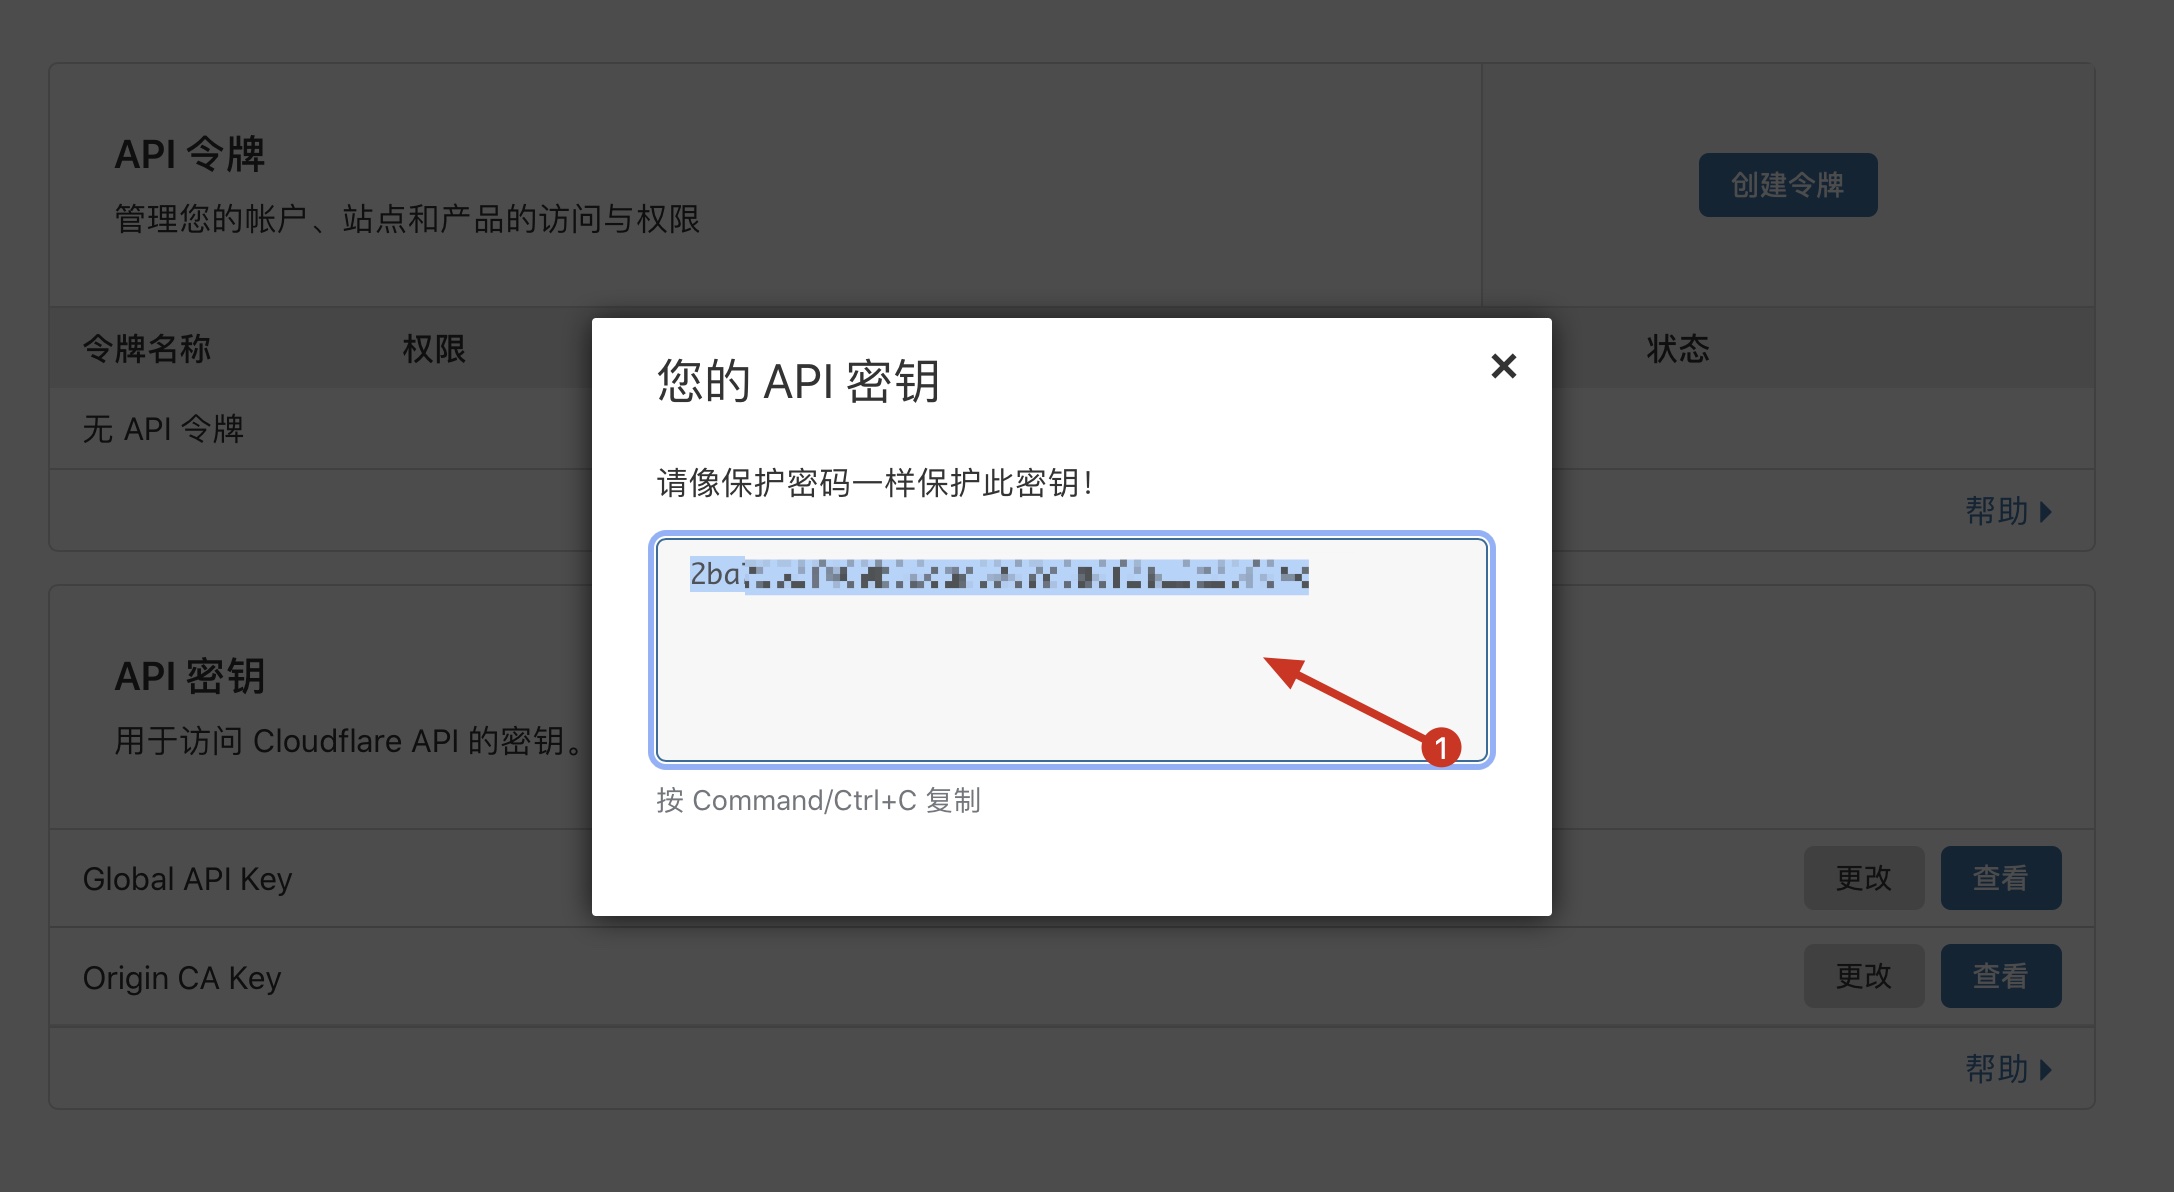 API 令牌
管理您的帐户、站点和产品的访问与权限
创建令牌
令牌名称 权限 状态
无 API 令牌
帮助
您的 API 密钥
请像保护密码一样保护此密钥!
2ba
1
按 Command/Ctrl+C 复制
API 密钥
用于访问 Cloudflare API 的密钥。
Global API Key 更改 查看
Origin CA Key 更改 查看
帮助